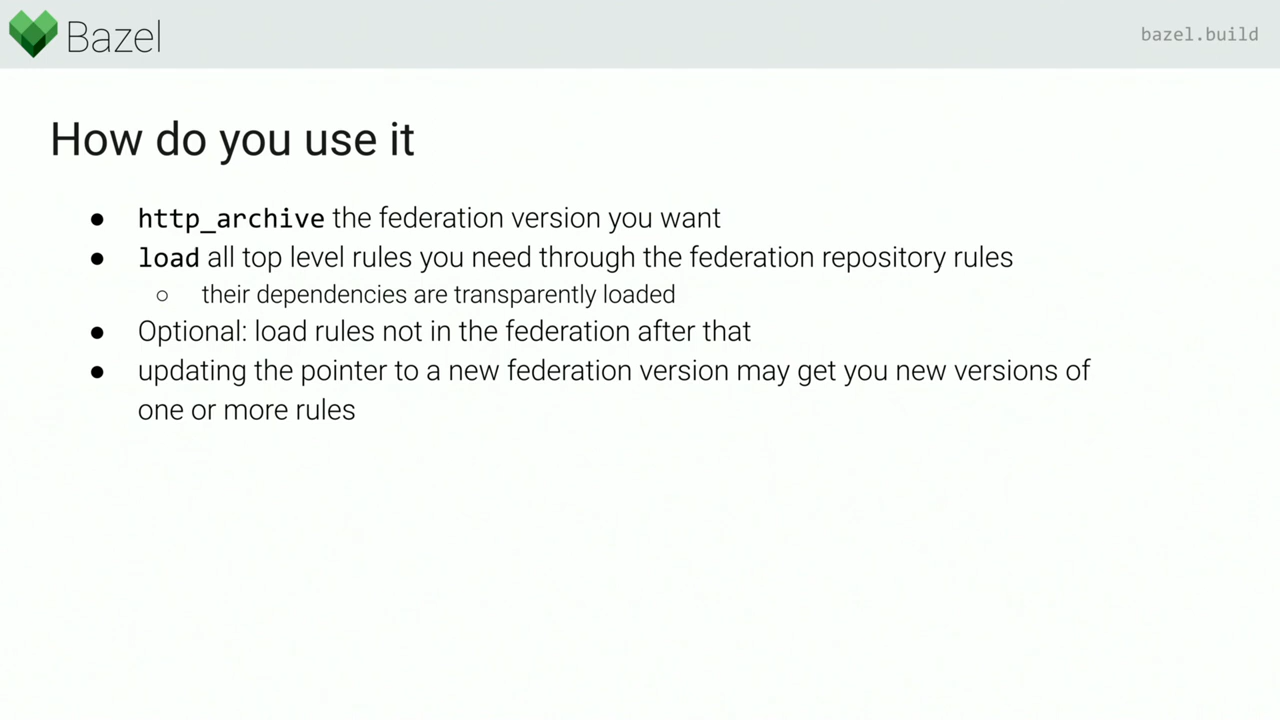 Bazel
bazel.build
How do you use it
● http_archive the federation version you want
● load all top level rules you need through the federation repository rules
○ their dependencies are transparently loaded
● Optional: load rules not in the federation after that
● updating the pointer to a new federation version may get you new versions of
one or more rules